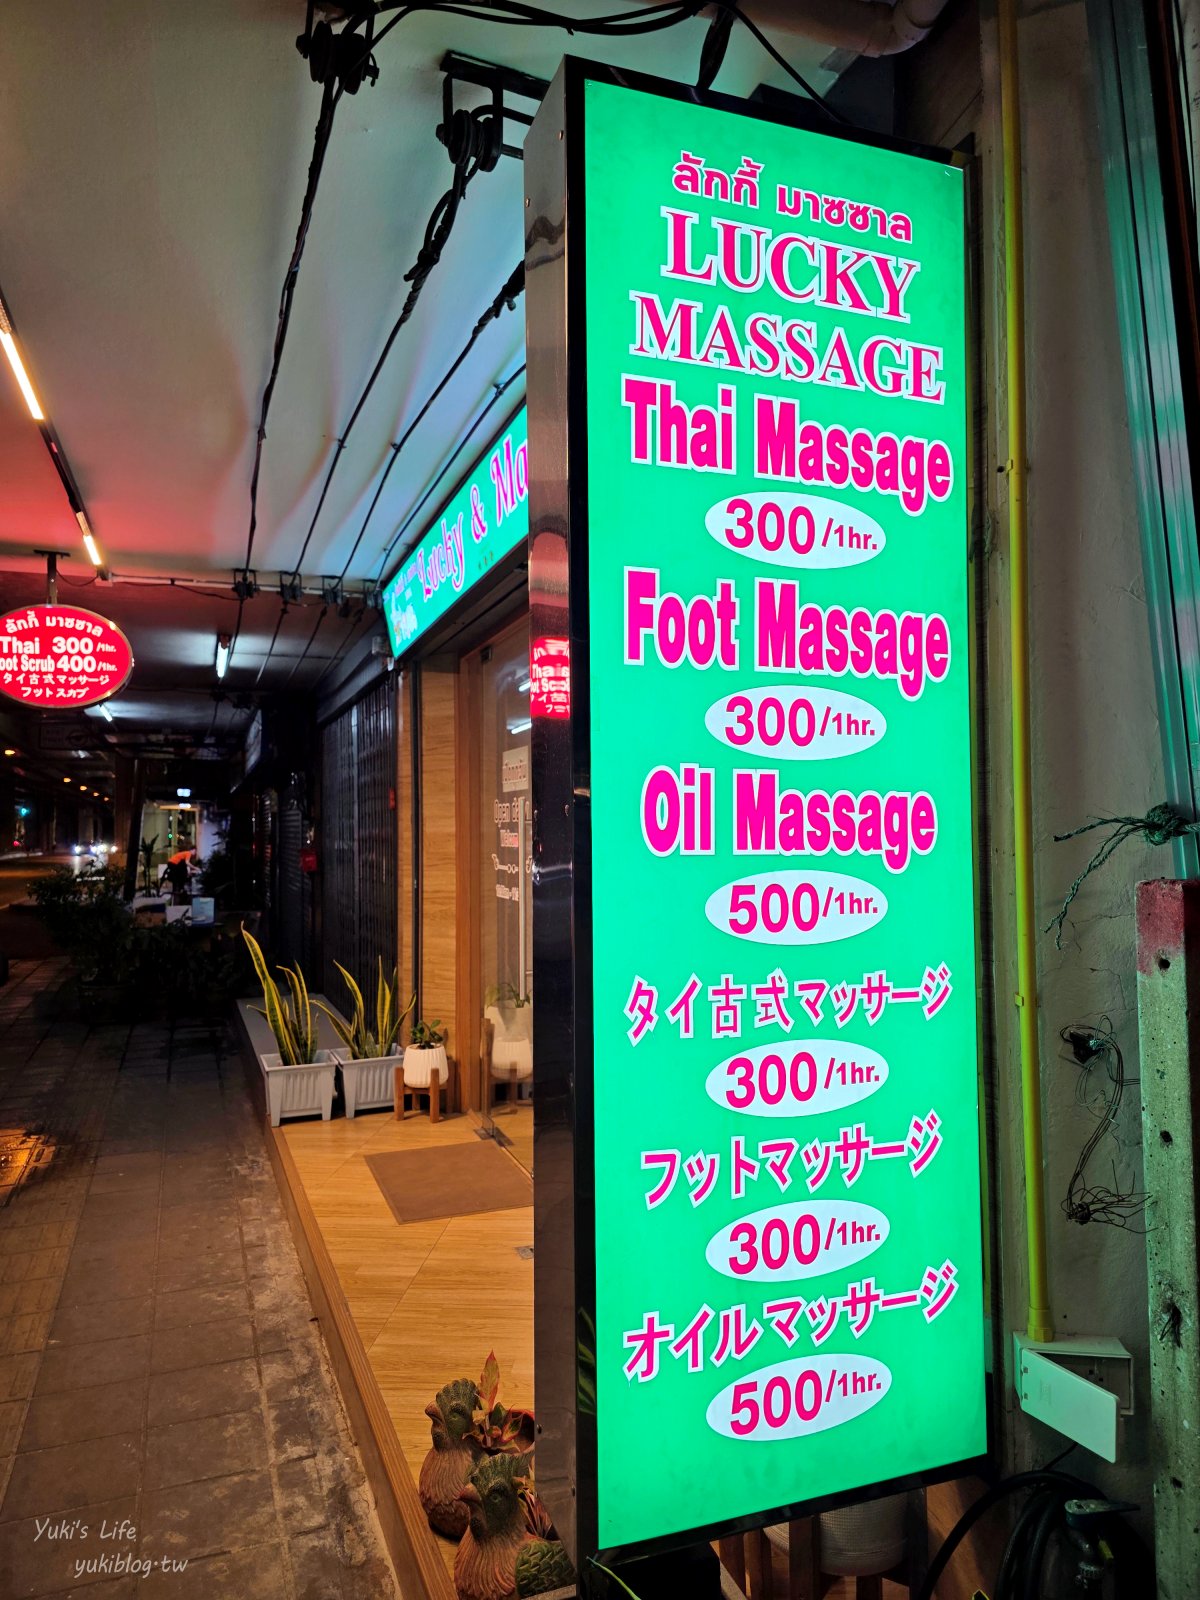 ลักกี้ มาซซาล
LUCKY
MASSAGE
Thai Massage
300/1hr.
Foot Massage
300/1hr.
Oil Massage
500/1hr.
タイ古式マッサージ
300/1hr.
フットマッサージ
300/1hr.
オイルマッサージ
500/1hr.
Lucky & Ma
ลักกี้ มาซซาล
Thai 300/1hr.
oot Scrub 400/1hr.
タイ古式マッサージ
フットスカブ
Yuki's Life
yukiblog.tw